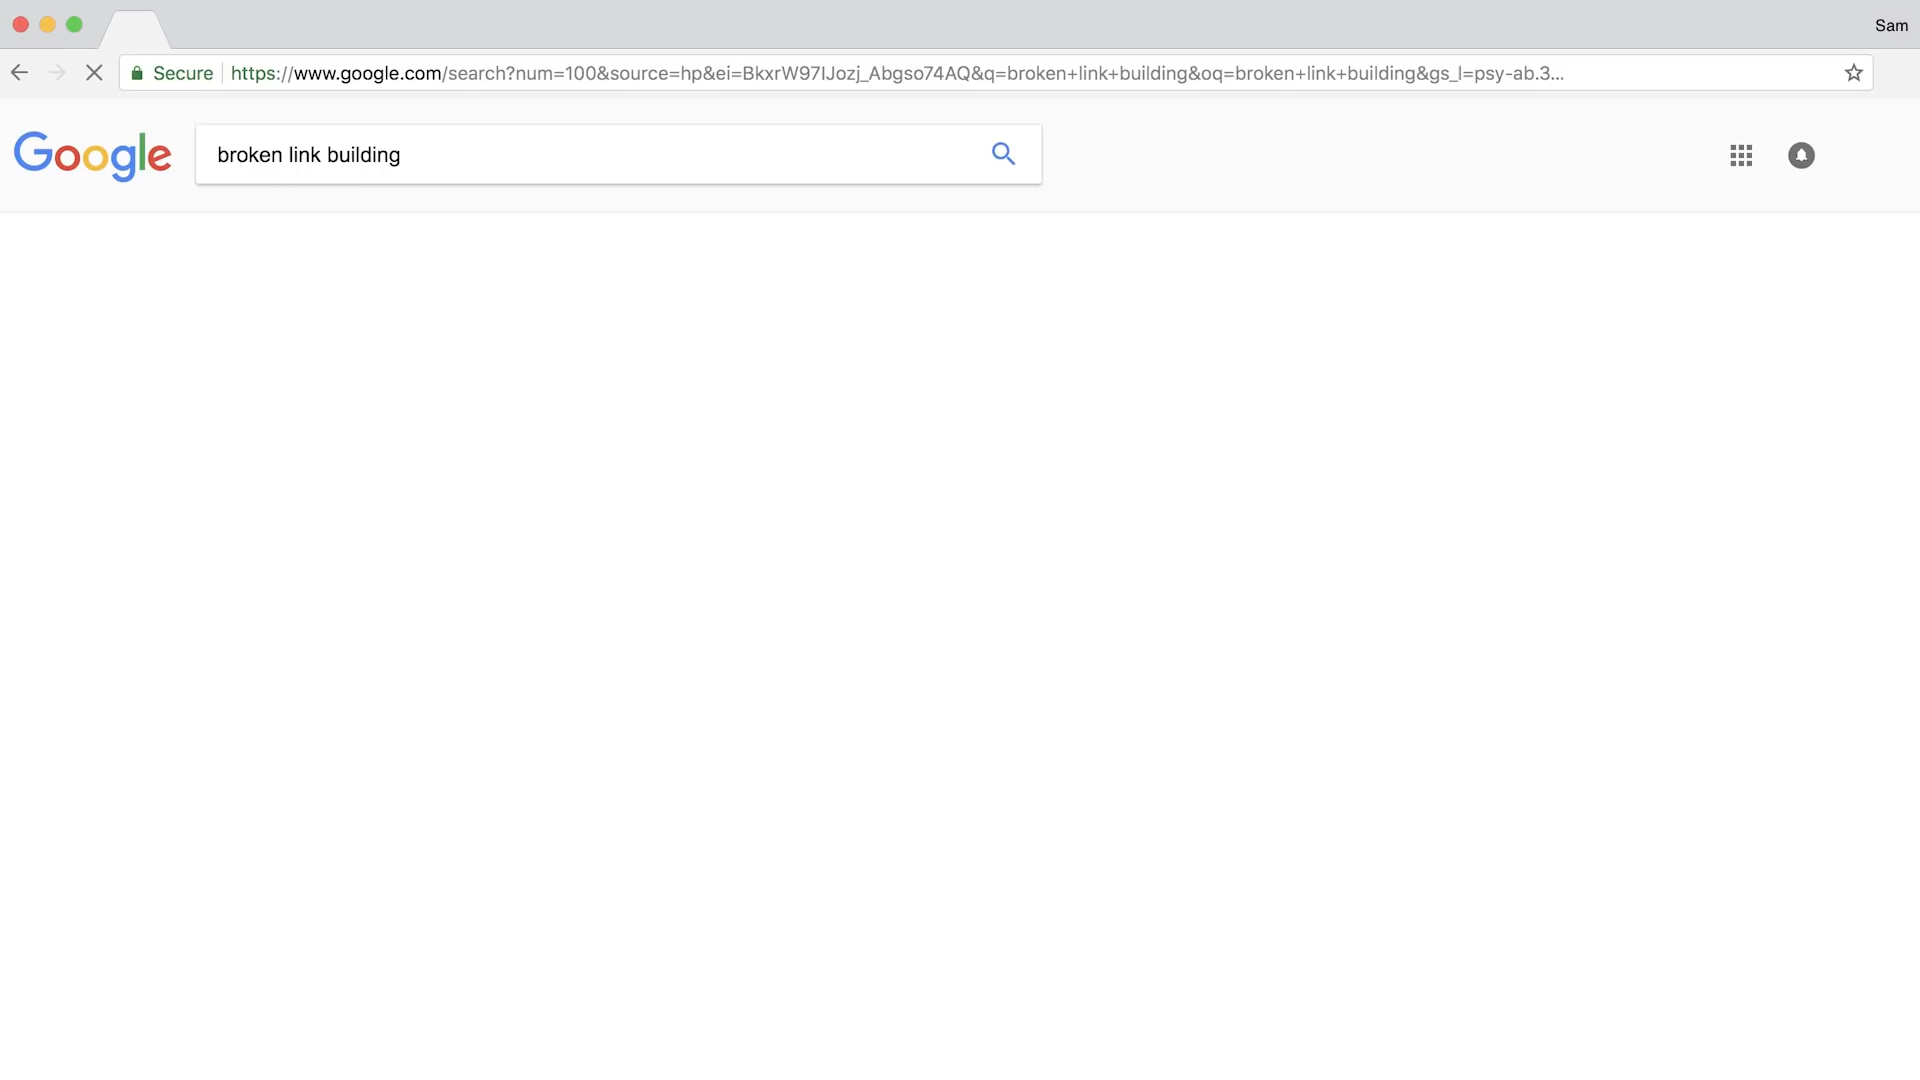 Sam
Secure https://www.google.com/search?num=100&source=hp&ei=BkxrW97IJozj_Abgso74AQ&q=broken+link+building&oq=broken+link+building&gs_l=psy-ab.3...
Google broken link building